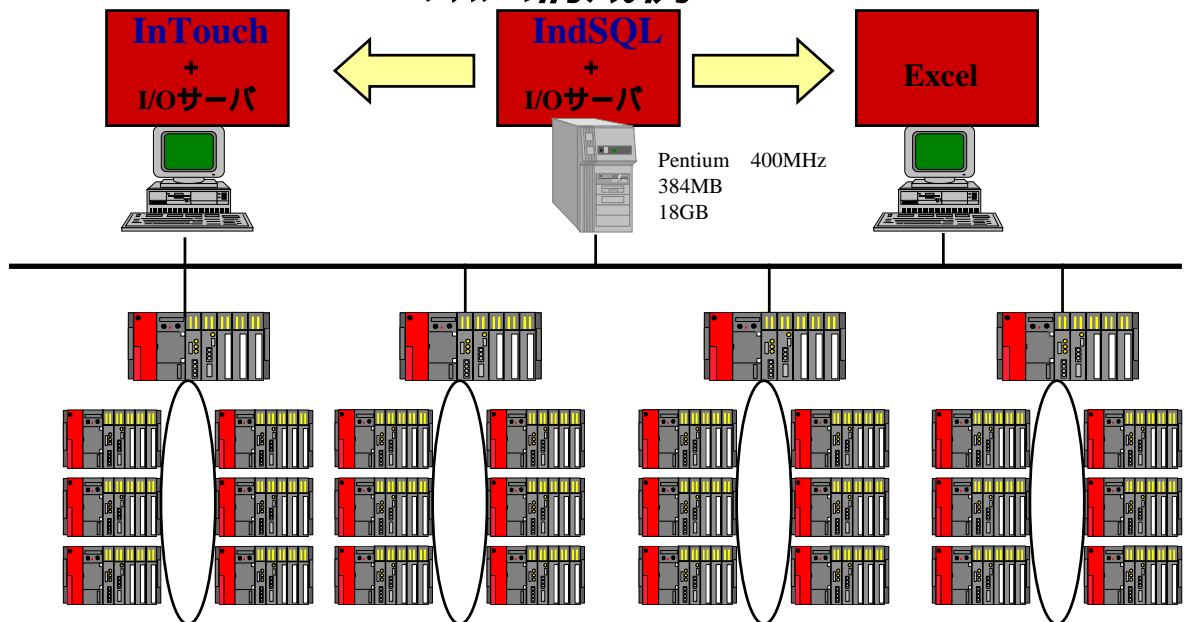 InTouch
+
I/Oサーバ
IndSQL
+
I/Oサーバ
Excel
Pentium 400MHz
384MB
18GB